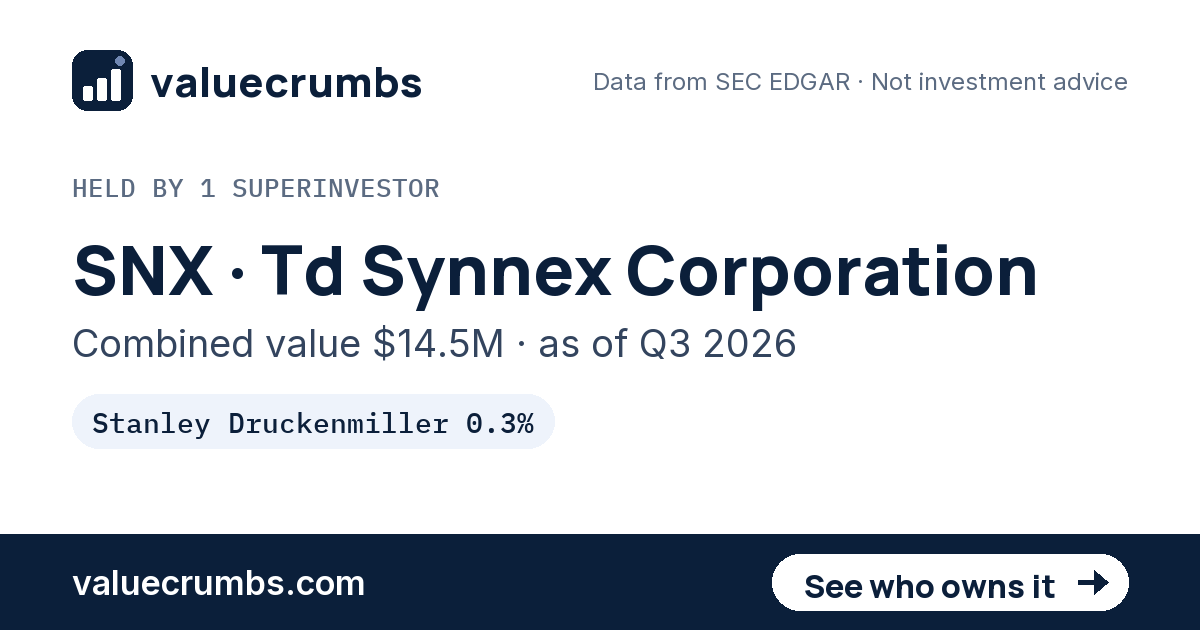 valuecrumbs
Data from SEC EDGAR · Not investment advice
HELD BY 1 SUPERINVESTOR
SNX · Td Synnex Corporation
Combined value $14.5M · as of Q3 2026
Stanley Druckenmiller 0.3%
valuecrumbs.com
See who owns it →